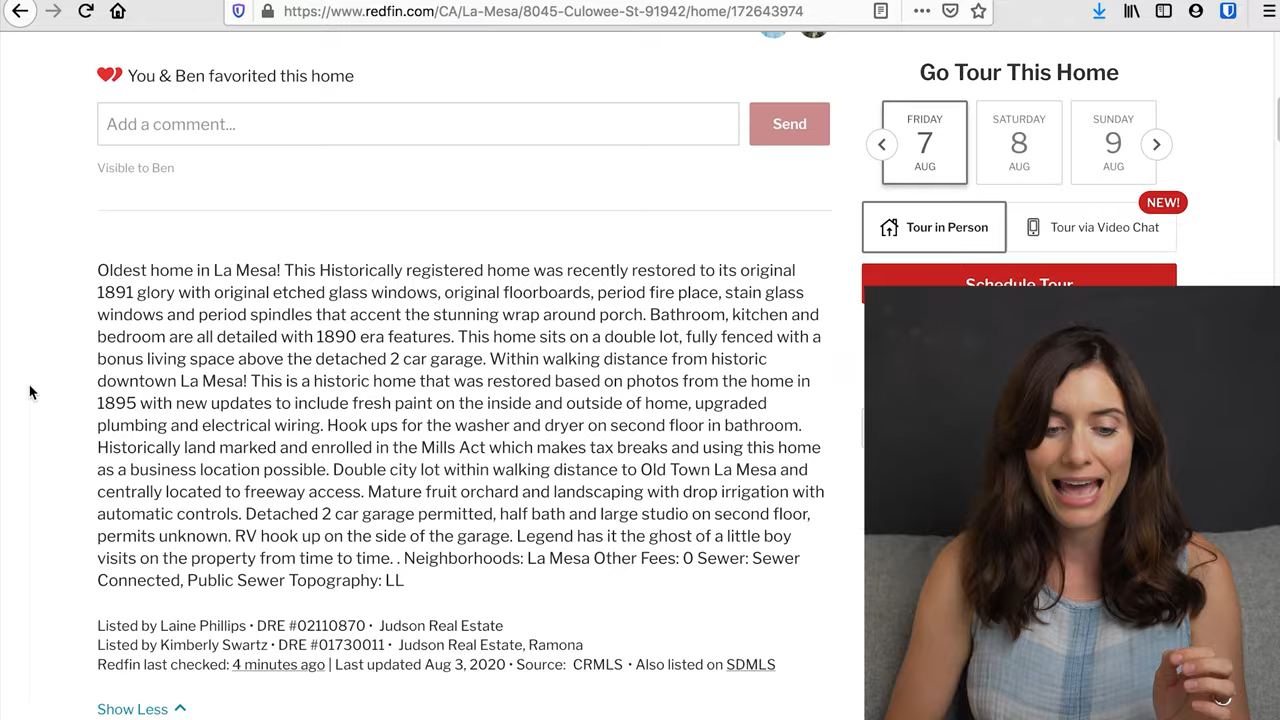 https://www.redfin.com/CA/La-Mesa/8045-Culowee-St-91942/home/172643974
You & Ben favorited this home
Add a comment...
Send
Visible to Ben
Oldest home in La Mesa! This Historically registered home was recently restored to its original
1891 glory with original etched glass windows, original floorboards, period fire place, stain glass
windows and period spindles that accent the stunning wrap around porch. Bathroom, kitchen and
bedroom are all detailed with 1890 era features. This home sits on a double lot, fully fenced with a
bonus living space above the detached 2 car garage. Within walking distance from historic
downtown La Mesa! This is a historic home that was restored based on photos from the home in
1895 with new updates to include fresh paint on the inside and outside of home, upgraded
plumbing and electrical wiring. Hook ups for the washer and dryer on second floor in bathroom.
Historically land marked and enrolled in the Mills Act which makes tax breaks and using this home
as a business location possible. Double city lot within walking distance to Old Town La Mesa and
centrally located to freeway access. Mature fruit orchard and landscaping with drop irrigation with
automatic controls. Detached 2 car garage permitted, half bath and large studio on second floor,
permits unknown. RV hook up on the side of the garage. Legend has it the ghost of a little boy
visits on the property from time to time. . Neighborhoods: La Mesa Other Fees: 0 Sewer: Sewer
Connected, Public Sewer Topography: LL
Listed by Laine Phillips • DRE #02110870 • Judson Real Estate
Listed by Kimberly Swartz • DRE #01730011 • Judson Real Estate, Ramona
Redfin last checked: 4 minutes ago | Last updated Aug 3, 2020 • Source: CRMLS • Also listed on SDMLS
Show Less
Go Tour This Home
FRIDAY
7
AUG
SATURDAY
8
AUG
SUNDAY
9
AUG
NEW!
Tour in Person
Tour via Video Chat
Schedule Tour